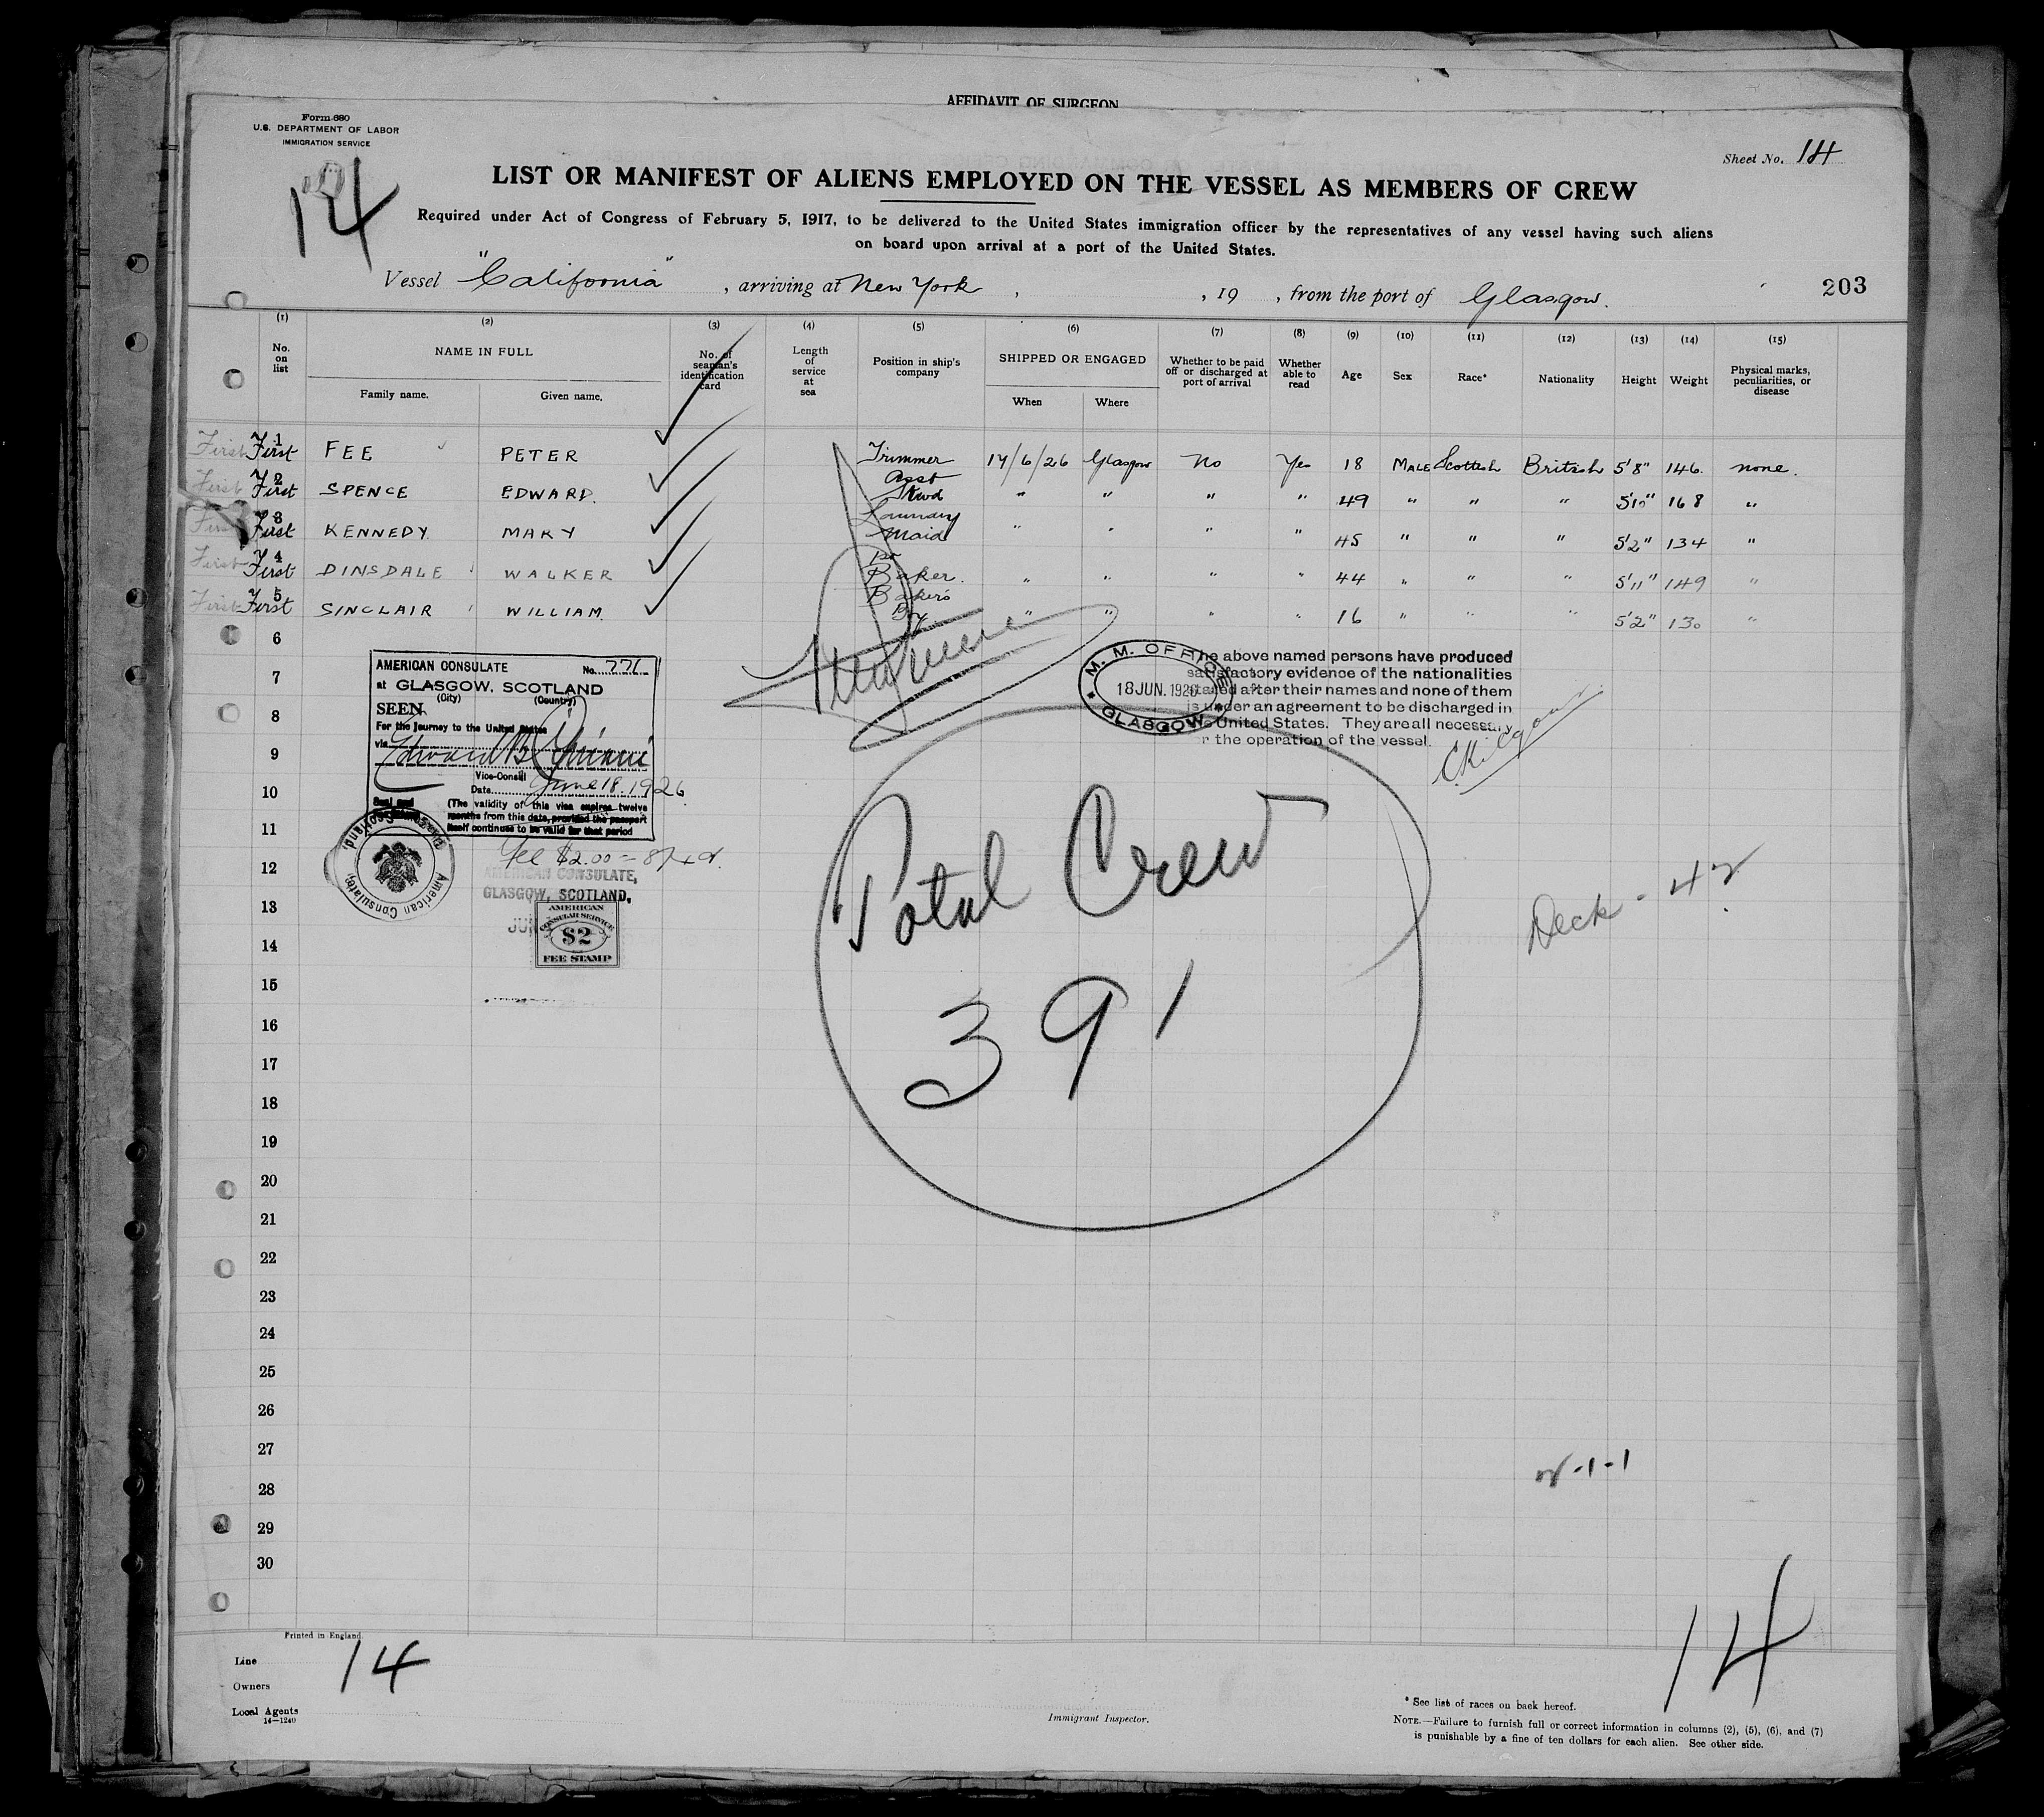 AFFIDAVIT OF SURGEON
Form 680
U.S. DEPARTMENT OF LABOR
IMMIGRATION SERVICE
14
Sheet No. 14
LIST OR MANIFEST OF ALIENS EMPLOYED ON THE VESSEL AS MEMBERS OF CREW
Required under Act of Congress of February 5, 1917, to be delivered to the United States immigration officer by the representatives of any vessel having such aliens
on board upon arrival at a port of the United States.
Vessel "California", arriving at New York, , 19 , from the port of Glasgow.
203
(1) (2) (3) (4) (5) (6) (7) (8) (9) (10) (11) (12) (13) (14) (15)
No. on list
NAME IN FULL
Family name. Given name.
No. of seaman's identification card
Length of service at sea
Position in ship's company
SHIPPED OR ENGAGED
When Where
Whether to be paid off or discharged at port of arrival
Whether able to read
Age
Sex
Race*
Nationality
Height
Weight
Physical marks, peculiarities, or disease
First First 1 FEE PETER Trimmer 17/6/26 Glasgow No Yes 18 MALE Scottish British 5'8" 146. none.
First First 2 SPENCE EDWARD. Asst Stwd " " " " 49 " " " 5'10" 168 "
First First 3 KENNEDY MARY Laundry Maid " " " " 45 " " " 5'2" 134 "
First First 4 DINSDALE WALKER 1st Baker. " " " " 44 " " " 5'11" 149 "
First First 5 SINCLAIR WILLIAM. Baker's Boy " " " " 16 " " " 5'2" 130 "
6
7
8
9
10
11
12
13
14
15
16
17
18
19
20
21
22
23
24
25
26
27
28
29
30
AMERICAN CONSULATE No. 776
at GLASGOW, SCOTLAND
(City) (Country)
SEEN
For the journey to the United States
via
Vice-Consul
Date June 18. 1926
(The validity of this visa expires twelve
months from this date, provided the passport
itself continues to be valid for that period
American Consulate
Fee $2.00 =
AMERICAN CONSULATE,
GLASGOW, SCOTLAND,
JUN
AMERICAN
CONSULAR SERVICE
$2
FEE STAMP
M. M. OFFICE
18 JUN. 1926
GLASGOW
The above named persons have produced
satisfactory evidence of the nationalities
stated after their names and none of them
is under an agreement to be discharged in
the United States. They are all necessary
for the operation of the vessel.
Total Crew
391
Deck - 42
Printed in England.
Line
Owners
Local Agents
14—1240
14
Immigrant Inspector.
14
* See list of races on back hereof.
NOTE.—Failure to furnish full or correct information in columns (2), (5), (6), and (7)
is punishable by a fine of ten dollars for each alien. See other side.